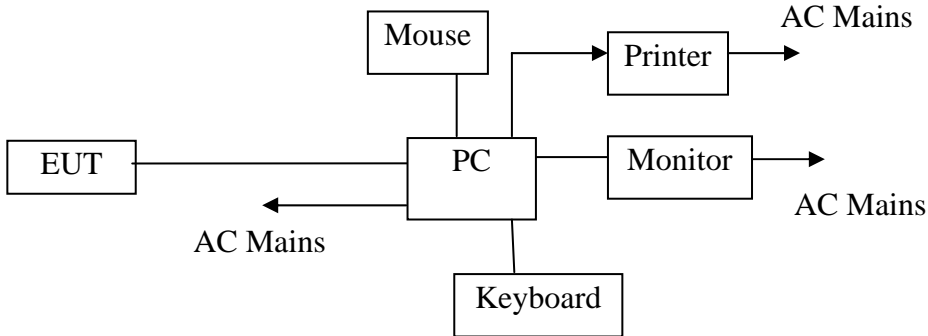 AC Mains
Mouse
Printer
EUT
PC
Monitor
AC Mains
AC Mains
Keyboard